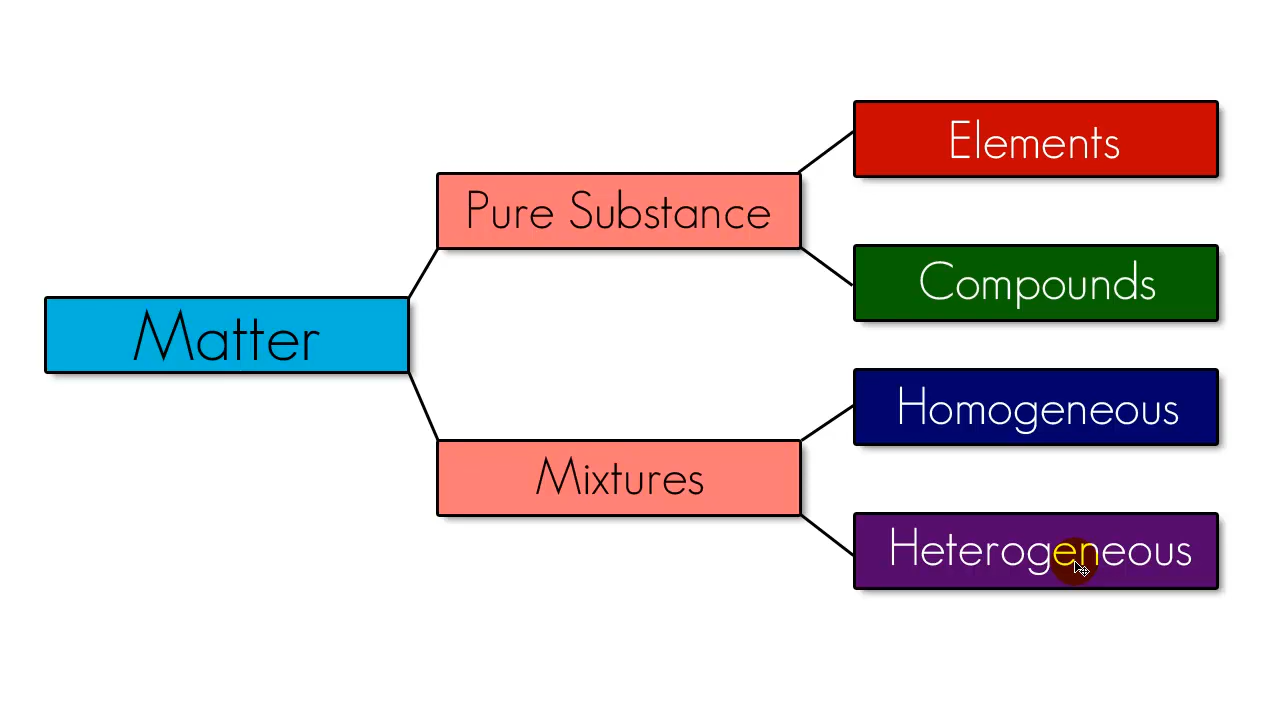 Matter
Pure Substance
Mixtures
Elements
Compounds
Homogeneous
Heterogeneous